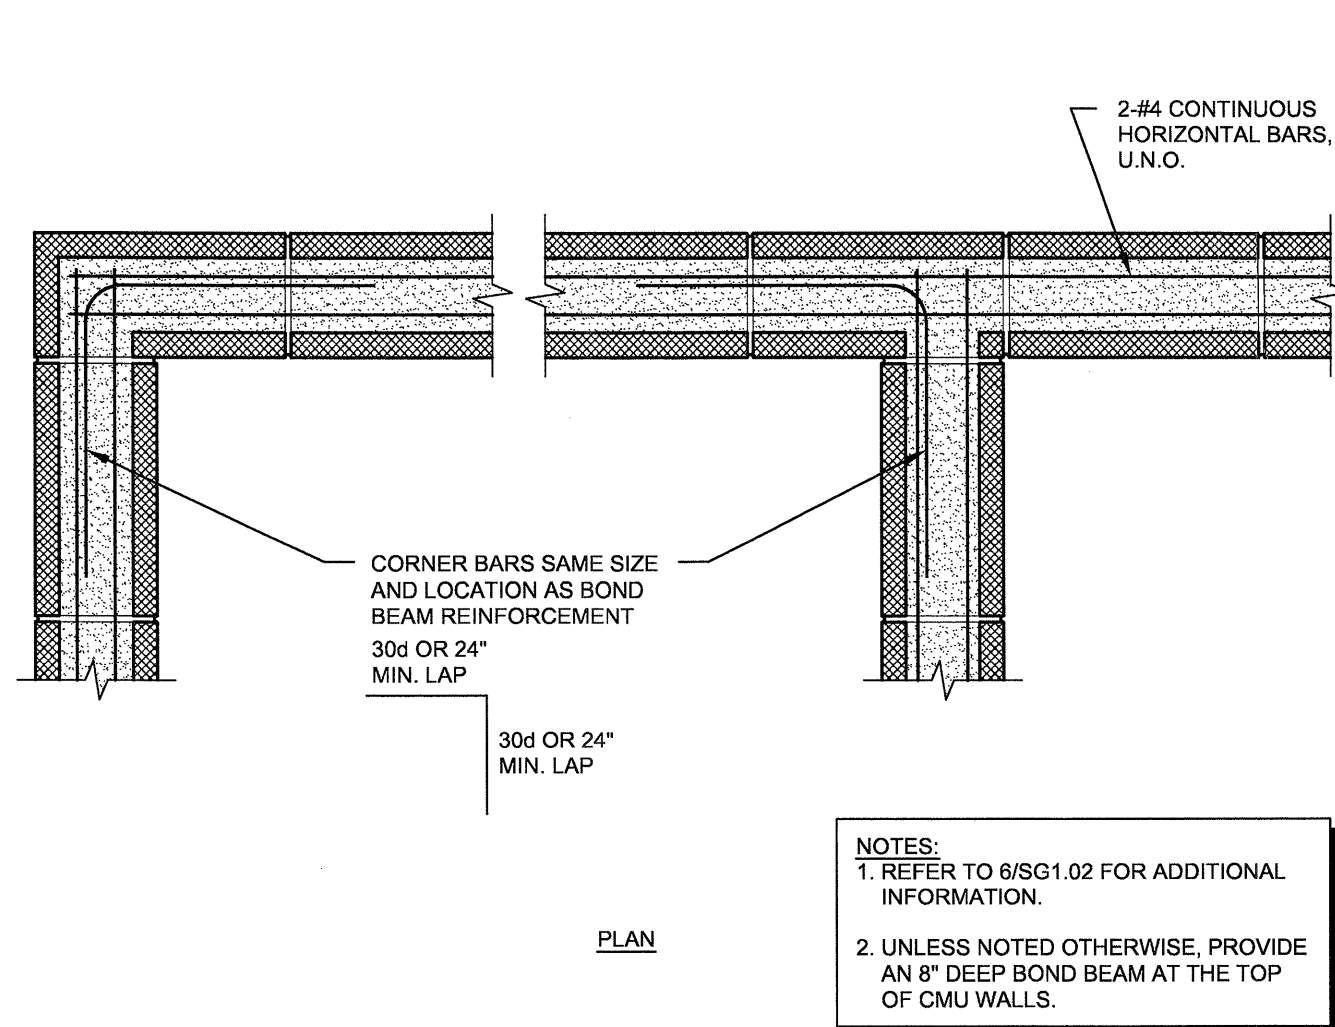 2-#4 CONTINUOUS
HORIZONTAL BARS,
U.N.O.
CORNER BARS SAME SIZE
AND LOCATION AS BOND
BEAM REINFORCEMENT
30d OR 24"
MIN. LAP
30d OR 24"
MIN. LAP
NOTES:
1. REFER TO 6/SG1.02 FOR ADDITIONAL
INFORMATION.
2. UNLESS NOTED OTHERWISE, PROVIDE
AN 8" DEEP BOND BEAM AT THE TOP
OF CMU WALLS.
PLAN